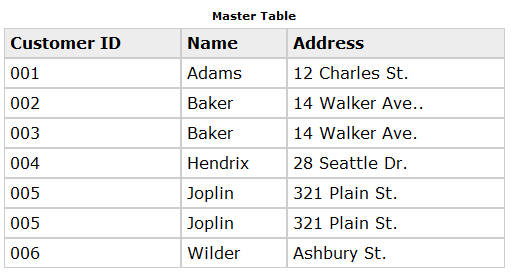 Master Table
Customer ID Name Address
001 Adams 12 Charles St.
002 Baker 14 Walker Ave..
003 Baker 14 Walker Ave.
004 Hendrix 28 Seattle Dr.
005 Joplin 321 Plain St.
005 Joplin 321 Plain St.
006 Wilder Ashbury St.